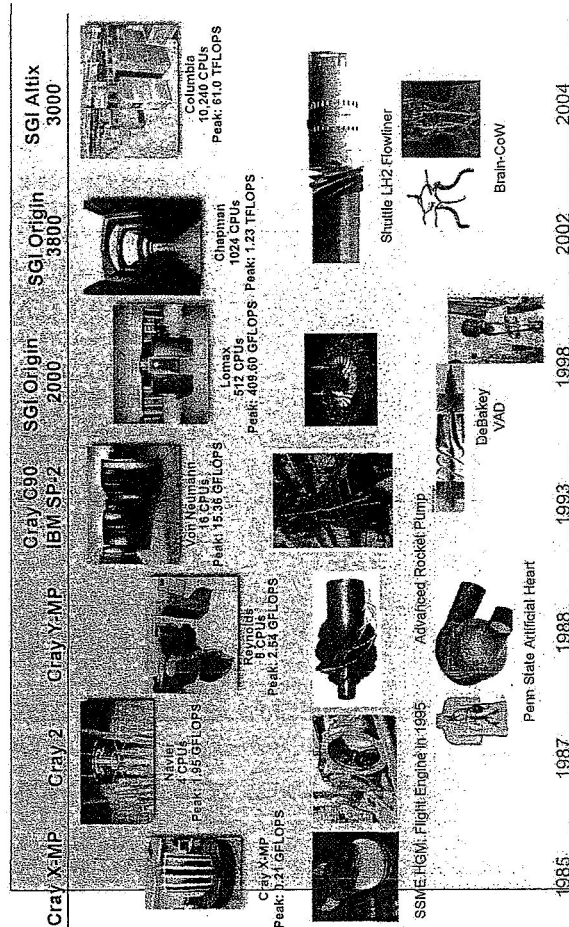 Cray X-MP
Cray 2
Cray Y-MP
Cray C90
IBM SP-2
SGI Origin
2000
SGI Origin
3800
SGI Altix
3000
Cray X-MP
Peak: 0.21 GFLOPS
Navier
4 CPUs
Peak: 1.95 GFLOPS
Reynolds
8 CPUs
Peak: 2.54 GFLOPS
Von Neumann
16 CPUs
Peak: 15.36 GFLOPS
Lomax
512 CPUs
Peak: 409.60 GFLOPS
Chapman
1024 CPUs
Peak: 1.23 TFLOPS
Columbia
10,240 CPUs
Peak: 61.0 TFLOPS
SSME HGM: Flight Engine in 1995
Advanced Rocket Pump
Shuttle LH2 Flowliner
Penn State Artificial Heart
DeBakey
VAD
Brain-CoW
1985
1987
1988
1993
1998
2002
2004